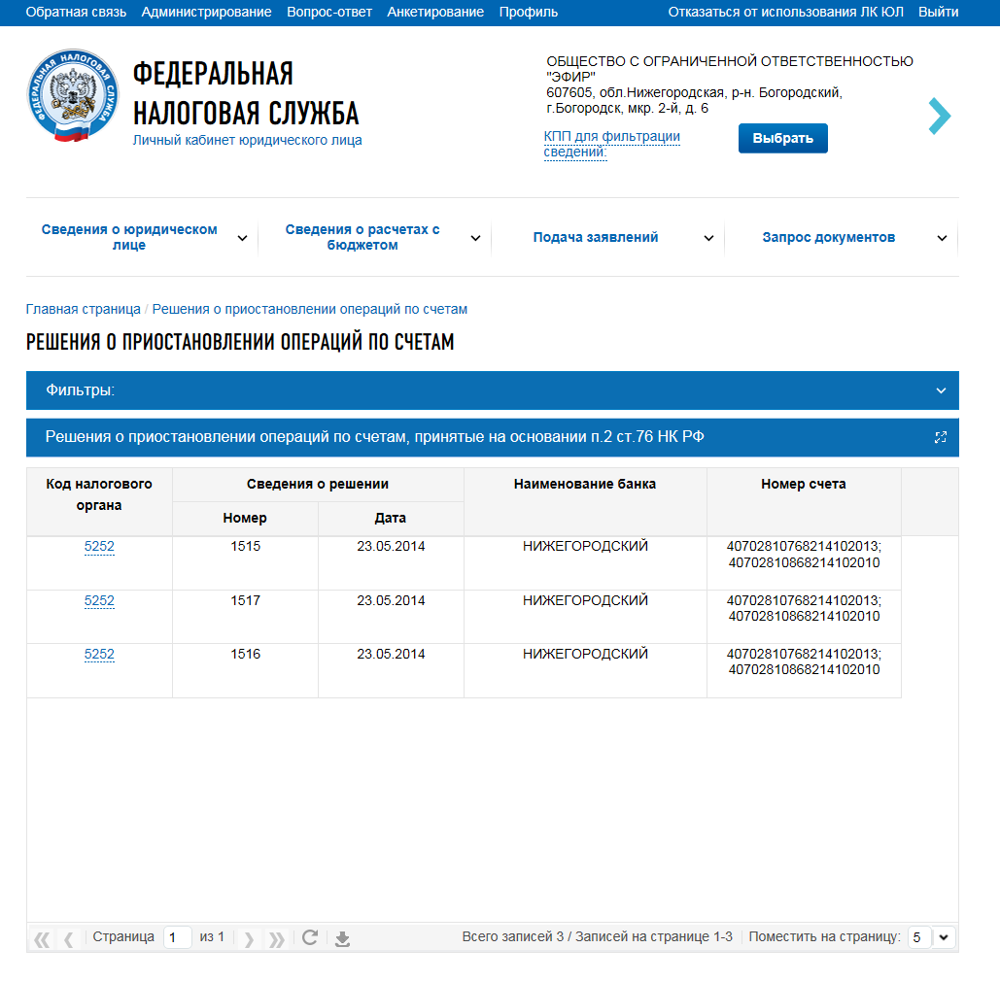 Обратная связь Администрирование Вопрос-ответ Анкетирование Профиль Отказаться от использования ЛК ЮЛ Выйти
ФЕДЕРАЛЬНАЯ НАЛОГОВАЯ СЛУЖБА
ФЕДЕРАЛЬНАЯ
НАЛОГОВАЯ СЛУЖБА
Личный кабинет юридического лица
ОБЩЕСТВО С ОГРАНИЧЕННОЙ ОТВЕТСТВЕННОСТЬЮ
"ЭФИР"
607605, обл.Нижегородская, р-н. Богородский,
г.Богородск, мкр. 2-й, д. 6
КПП для фильтрации
сведений:
Выбрать
Сведения о юридическом
лице
Сведения о расчетах с
бюджетом
Подача заявлений
Запрос документов
Главная страница / Решения о приостановлении операций по счетам
РЕШЕНИЯ О ПРИОСТАНОВЛЕНИИ ОПЕРАЦИЙ ПО СЧЕТАМ
Фильтры:
Решения о приостановлении операций по счетам, принятые на основании п.2 ст.76 НК РФ
Код налогового
органа
Сведения о решении
Наименование банка
Номер счета
Номер Дата
5252 1515 23.05.2014 НИЖЕГОРОДСКИЙ 40702810768214102013;
40702810868214102010
5252 1517 23.05.2014 НИЖЕГОРОДСКИЙ 40702810768214102013;
40702810868214102010
5252 1516 23.05.2014 НИЖЕГОРОДСКИЙ 40702810768214102013;
40702810868214102010
Страница 1 из 1 Всего записей 3 / Записей на странице 1-3 Поместить на страницу: 5